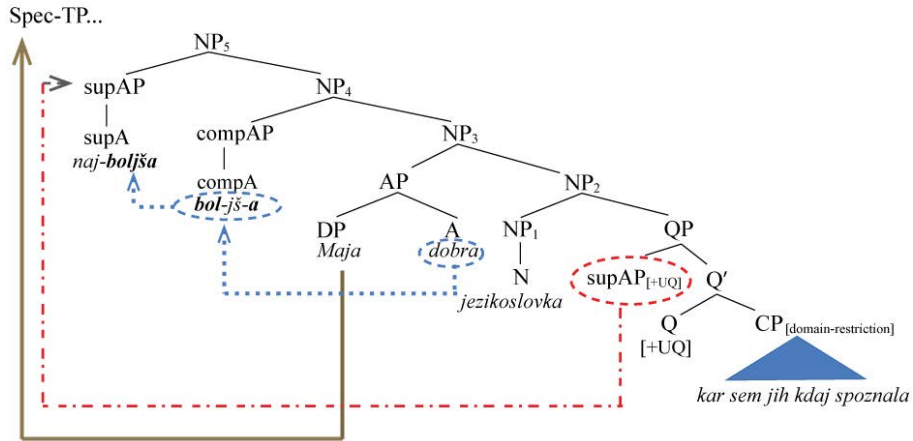 Spec-TP...
NP₅
supAP NP₄
supA compAP NP₃
naj-boljša compA AP NP₂
bol-jš-a DP A NP₁ QP
Maja dobra N supAP[+UQ] Q′
jezikoslovka Q CP[domain-restriction]
[+UQ]
kar sem jih kdaj spoznala